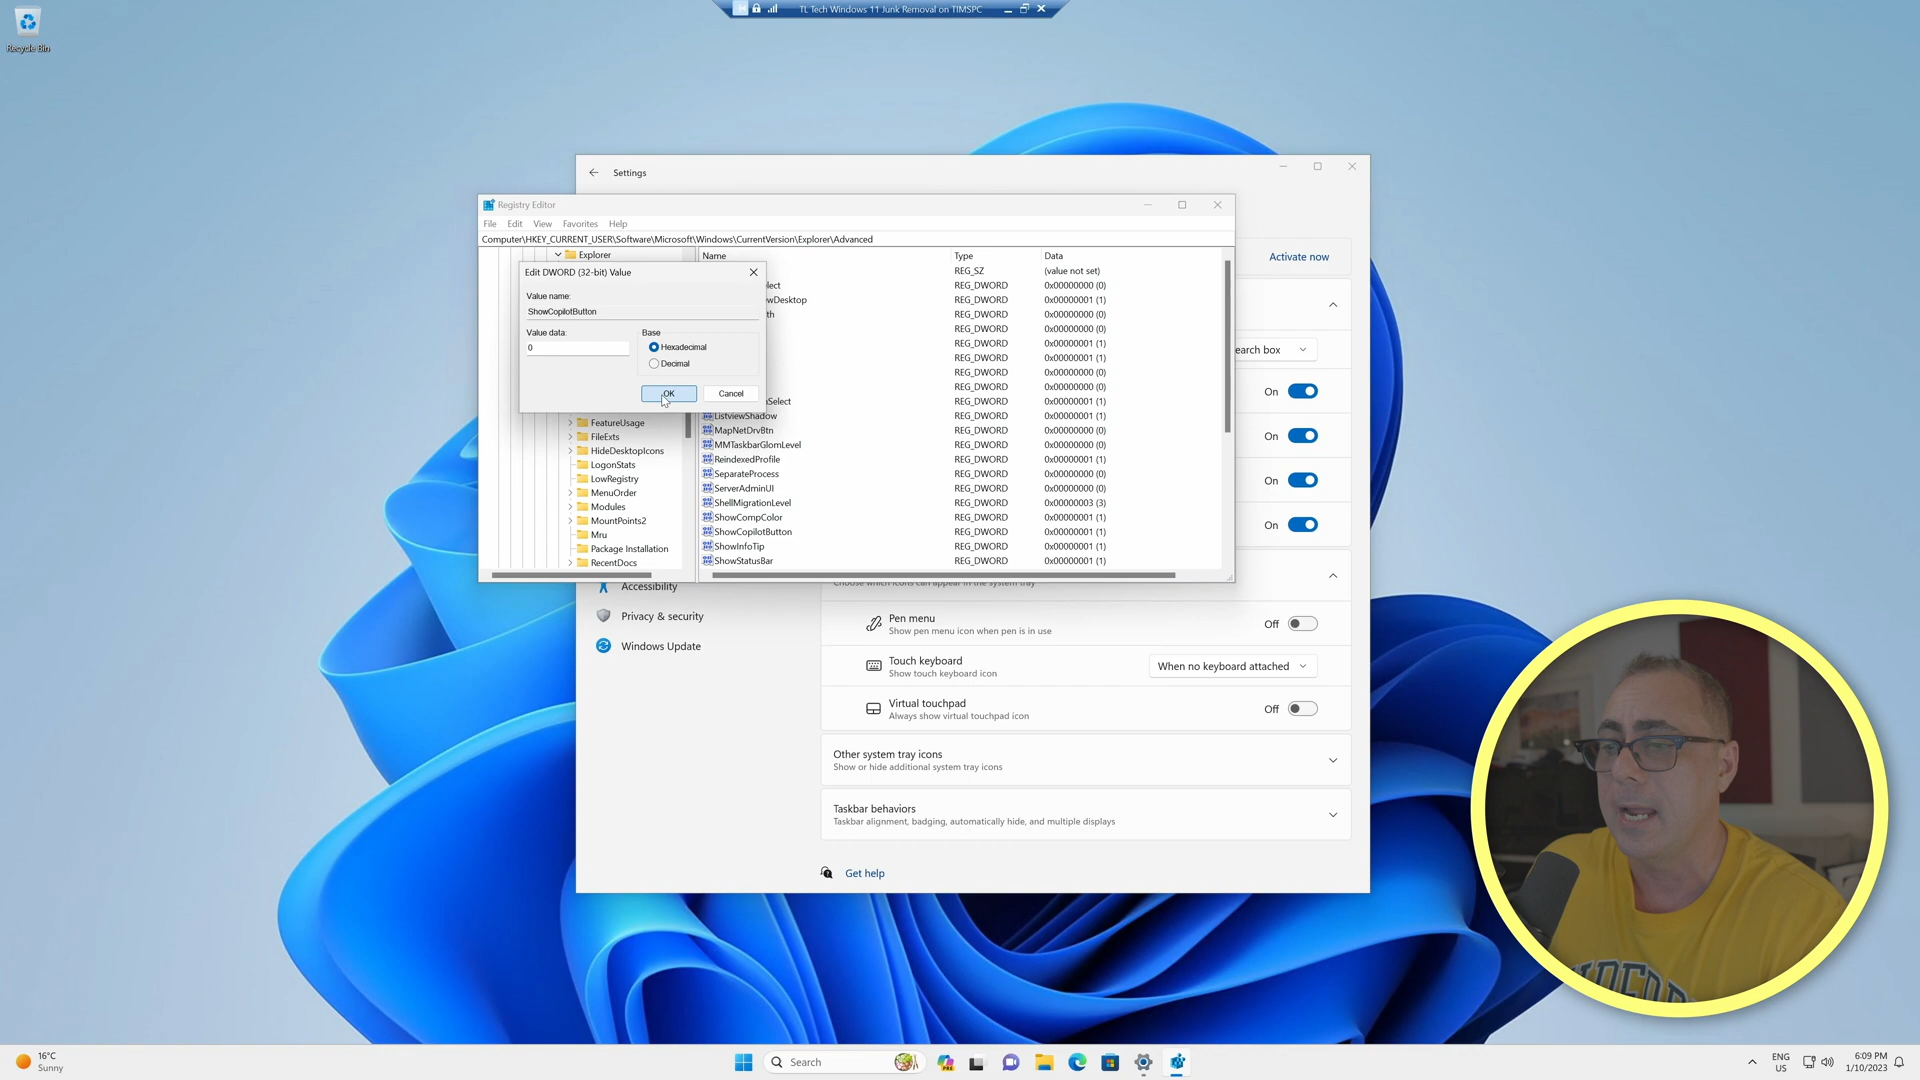 TL Tech Windows 11 Junk Removal on TIMSPC
Recycle Bin
Settings
Registry Editor
File Edit View Favorites Help
Computer\HKEY_CURRENT_USER\Software\Microsoft\Windows\CurrentVersion\Explorer\Advanced
Explorer
Name Type Data
Activate now
Edit DWORD (32-bit) Value
REG_SZ (value not set)
REG_DWORD 0x00000000 (0)
REG_DWORD 0x00000001 (1)
REG_DWORD 0x00000000 (0)
REG_DWORD 0x00000000 (0)
REG_DWORD 0x00000001 (1)
REG_DWORD 0x00000001 (1)
REG_DWORD 0x00000000 (0)
REG_DWORD 0x00000000 (0)
REG_DWORD 0x00000001 (1)
Value name:
ShowCopilotButton
Value data:
0
Base
Hexadecimal
Decimal
OK
Cancel
ListviewShadow REG_DWORD 0x00000001 (1)
MapNetDrvBtn REG_DWORD 0x00000000 (0)
MMTaskbarGlomLevel REG_DWORD 0x00000000 (0)
ReindexedProfile REG_DWORD 0x00000001 (1)
SeparateProcess REG_DWORD 0x00000000 (0)
ServerAdminUI REG_DWORD 0x00000000 (0)
ShellMigrationLevel REG_DWORD 0x00000003 (3)
ShowCompColor REG_DWORD 0x00000001 (1)
ShowCopilotButton REG_DWORD 0x00000001 (1)
ShowInfoTip REG_DWORD 0x00000001 (1)
ShowStatusBar REG_DWORD 0x00000001 (1)
FeatureUsage
FileExts
HideDesktopIcons
LogonStats
LowRegistry
MenuOrder
Modules
MountPoints2
Mru
Package Installation
RecentDocs
box
On
On
On
On
Accessibility
Privacy & security
Windows Update
Choose which icons can appear in the system tray
Pen menu
Show pen menu icon when pen is in use
Off
Touch keyboard
Show touch keyboard icon
When no keyboard attached
Virtual touchpad
Always show virtual touchpad icon
Off
Other system tray icons
Show or hide additional system tray icons
Taskbar behaviors
Taskbar alignment, badging, automatically hide, and multiple displays
Get help
16°C
Sunny
Search
PRE
ENG
US
6:09 PM
1/10/2023